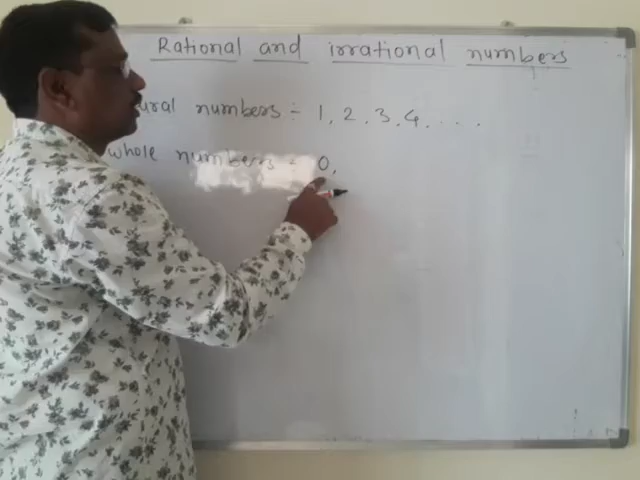 Rational and irrational numbers
ural numbers ÷ 1, 2, 3, 4, ....
whole numbers - 0,